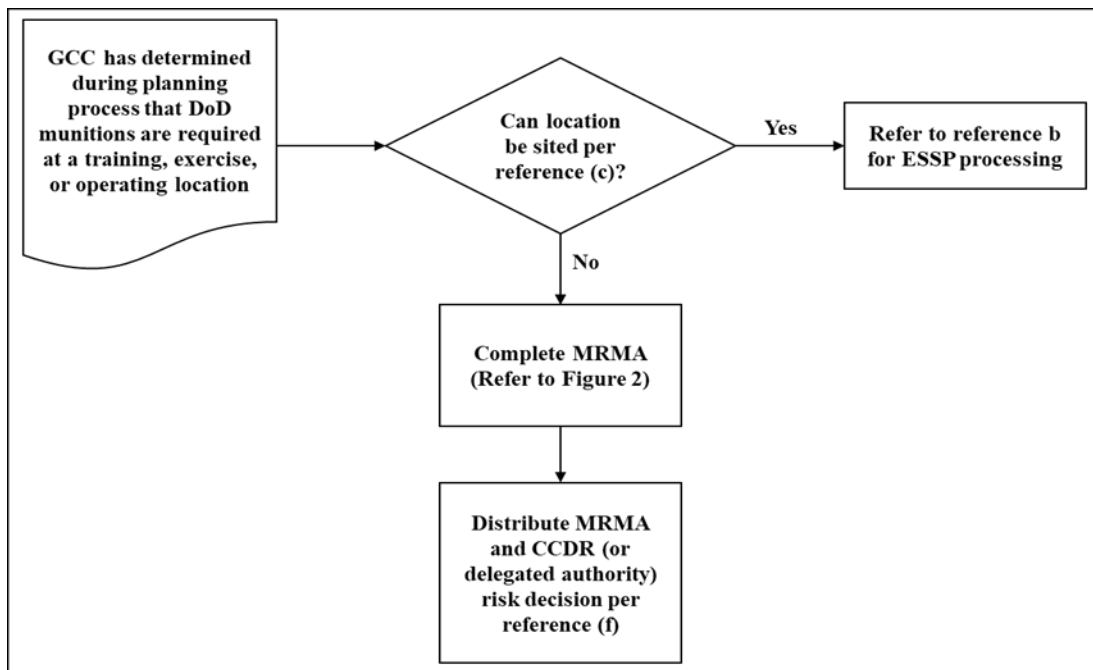 GCC has determined
during planning
process that DoD
munitions are required
at a training, exercise,
or operating location
Can location
be sited per
reference (c)?
Yes
Refer to reference b
for ESSP processing
No
Complete MRMA
(Refer to Figure 2)
Distribute MRMA
and CCDR (or
delegated authority)
risk decision per
reference (f)